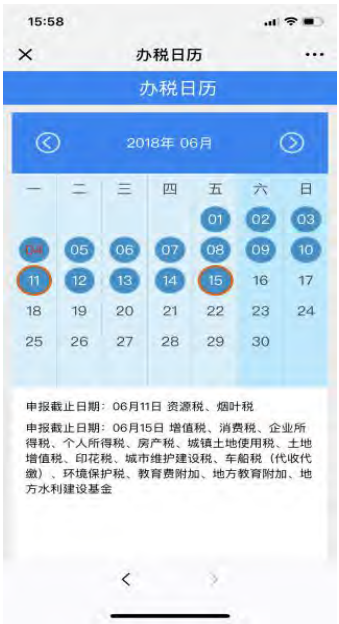 15:58
办税日历
办税日历
2018年 06月
一 二 三 四 五 六 日
01 02 03
04 05 06 07 08 09 10
11 12 13 14 15 16 17
18 19 20 21 22 23 24
25 26 27 28 29 30
申报截止日期：06月11日 资源税、烟叶税
申报截止日期：06月15日 增值税、消费税、企业所
得税、个人所得税、房产税、城镇土地使用税、土地
增值税、印花税、城市维护建设税、车船税（代收代
缴）、环境保护税、教育费附加、地方教育附加、地
方水利建设基金